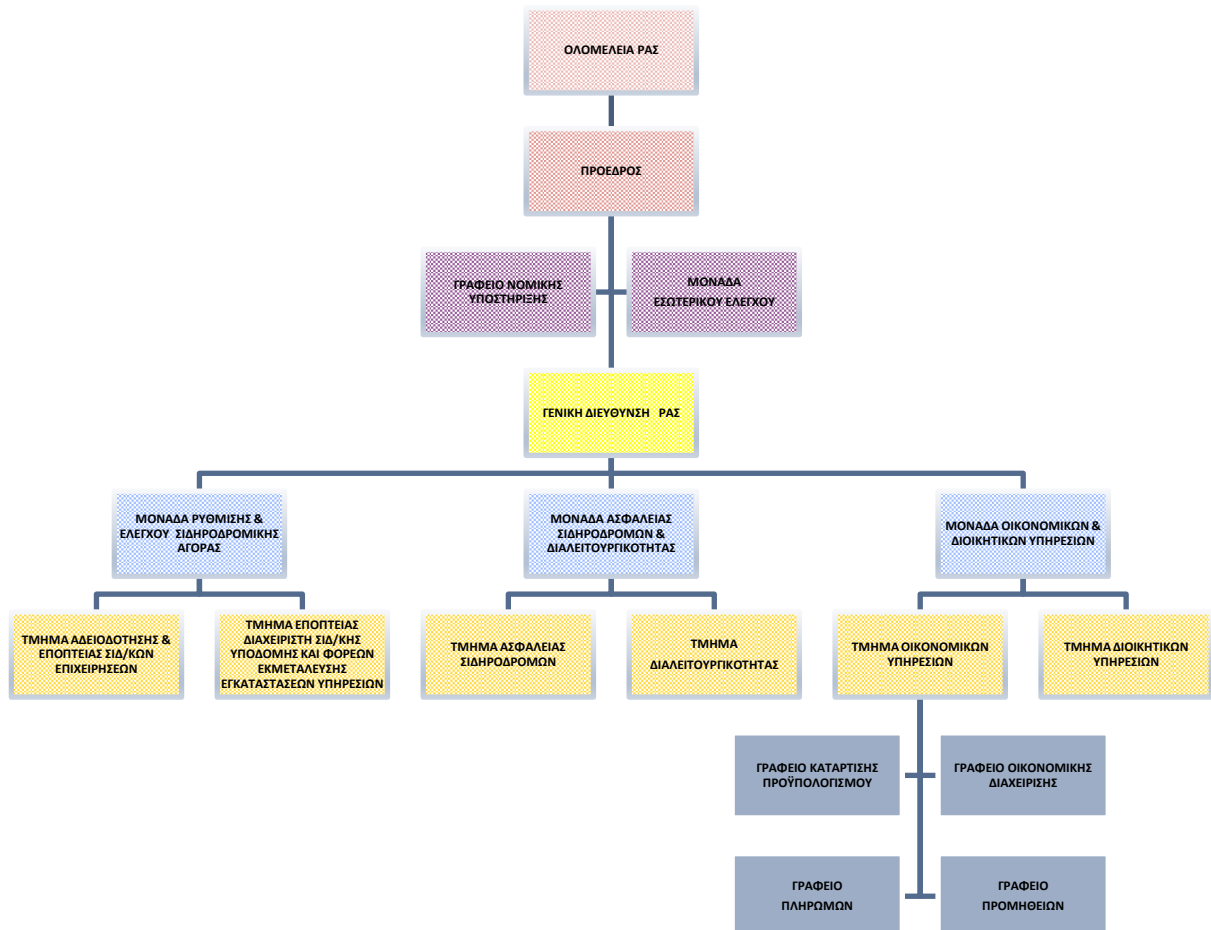 ΟΛΟΜΕΛΕΙΑ ΡΑΣ
ΠΡΟΕΔΡΟΣ
ΓΡΑΦΕΙΟ ΝΟΜΙΚΗΣ
ΥΠΟΣΤΗΡΙΞΗΣ
ΜΟΝΑΔΑ
ΕΣΩΤΕΡΙΚΟΥ ΕΛΕΓΧΟΥ
ΓΕΝΙΚΗ ΔΙΕΥΘΥΝΣΗ ΡΑΣ
ΜΟΝΑΔΑ ΡΥΘΜΙΣΗΣ &
ΕΛΕΓΧΟΥ ΣΙΔΗΡΟΔΡΟΜΙΚΗΣ
ΑΓΟΡΑΣ
ΜΟΝΑΔΑ ΑΣΦΑΛΕΙΑΣ
ΣΙΔΗΡΟΔΡΟΜΩΝ &
ΔΙΑΛΕΙΤΟΥΡΓΙΚΟΤΗΤΑΣ
ΜΟΝΑΔΑ ΟΙΚΟΝΟΜΙΚΩΝ &
ΔΙΟΙΚΗΤΙΚΩΝ ΥΠΗΡΕΣΙΩΝ
ΤΜΗΜΑ ΑΔΕΙΟΔΟΤΗΣΗΣ &
ΕΠΟΠΤΕΙΑΣ ΣΙΔ/ΚΩΝ
ΕΠΙΧΕΙΡΗΣΕΩΝ
ΤΜΗΜΑ ΕΠΟΠΤΕΙΑΣ
ΔΙΑΧΕΙΡΙΣΤΗ ΣΙΔ/ΚΗΣ
ΥΠΟΔΟΜΗΣ ΚΑΙ ΦΟΡΕΩΝ
ΕΚΜΕΤΑΛΕΥΣΗΣ
ΕΓΚΑΤΑΣΤΑΣΕΩΝ ΥΠΗΡΕΣΙΩΝ
ΤΜΗΜΑ ΑΣΦΑΛΕΙΑΣ
ΣΙΔΗΡΟΔΡΟΜΩΝ
ΤΜΗΜΑ
ΔΙΑΛΕΙΤΟΥΡΓΙΚΟΤΗΤΑΣ
ΤΜΗΜΑ ΟΙΚΟΝΟΜΙΚΩΝ
ΥΠΗΡΕΣΙΩΝ
ΤΜΗΜΑ ΔΙΟΙΚΗΤΙΚΩΝ
ΥΠΗΡΕΣΙΩΝ
ΓΡΑΦΕΙΟ ΚΑΤΑΡΤΙΣΗΣ
ΠΡΟΫΠΟΛΟΓΙΣΜΟΥ
ΓΡΑΦΕΙΟ ΟΙΚΟΝΟΜΙΚΗΣ
ΔΙΑΧΕΙΡΙΣΗΣ
ΓΡΑΦΕΙΟ
ΠΛΗΡΩΜΩΝ
ΓΡΑΦΕΙΟ
ΠΡΟΜΗΘΕΙΩΝ